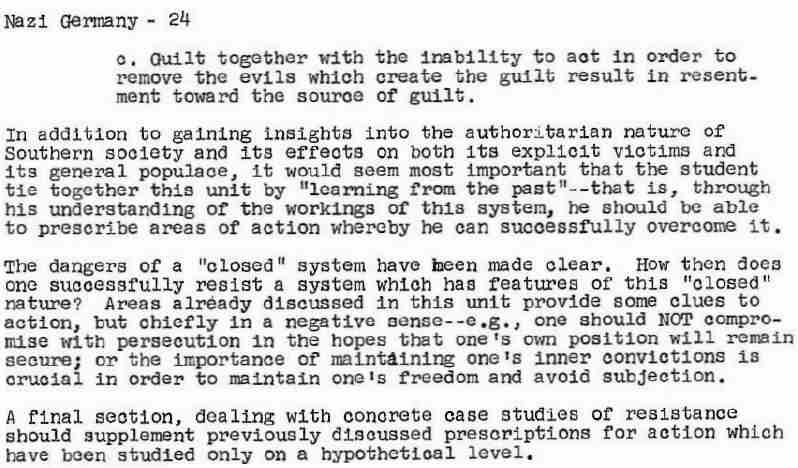 Nazi Germany - 24
c. Guilt together with the inability to act in order to
remove the evils which create the guilt result in resent-
ment toward the source of guilt.
In addition to gaining insights into the authoritarian nature of
Southern society and its effects on both its explicit victims and
its general populace, it would seem most important that the student
tie together this unit by "learning from the past"--that is, through
his understanding of the workings of this system, he should be able
to prescribe areas of action whereby he can successfully overcome it.
The dangers of a "closed" system have been made clear. How then does
one successfully resist a system which has features of this "closed"
nature? Areas already discussed in this unit provide some clues to
action, but chiefly in a negative sense--e.g., one should NOT compro-
mise with persecution in the hopes that one's own position will remain
secure; or the importance of maintaining one's inner convictions is
crucial in order to maintain one's freedom and avoid subjection.
A final section, dealing with concrete case studies of resistance
should supplement previously discussed prescriptions for action which
have been studied only on a hypothetical level.